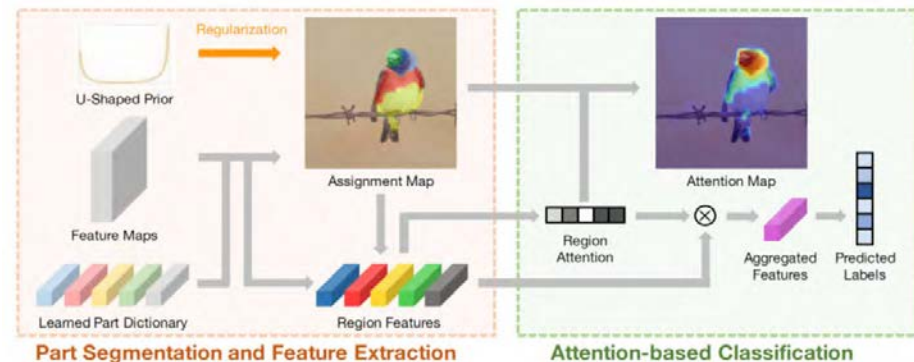 Regularization
U-Shaped Prior
Feature Maps
Learned Part Dictionary
Assignment Map
Region Features
Part Segmentation and Feature Extraction
Attention Map
Region
Attention
Aggregated
Features
Predicted
Labels
Attention-based Classification